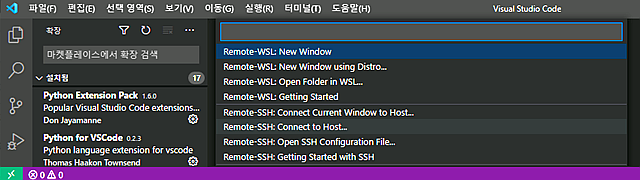 파일(F) 편집(E) 선택 영역(S) 보기(V) 이동(G) 실행(R) 터미널(T) 도움말(H) Visual Studio Code
확장
마켓플레이스에서 확장 검색
설치됨 17
Python Extension Pack 1.6.0
Popular Visual Studio Code extensions...
Don Jayamanne
Python for VSCode 0.2.3
Python language extension for vscode
Thomas Haakon Townsend
Remote-WSL: New Window
Remote-WSL: New Window using Distro...
Remote-WSL: Open Folder in WSL...
Remote-WSL: Getting Started
Remote-SSH: Connect Current Window to Host...
Remote-SSH: Connect to Host...
Remote-SSH: Open SSH Configuration File...
Remote-SSH: Getting Started with SSH
0 0